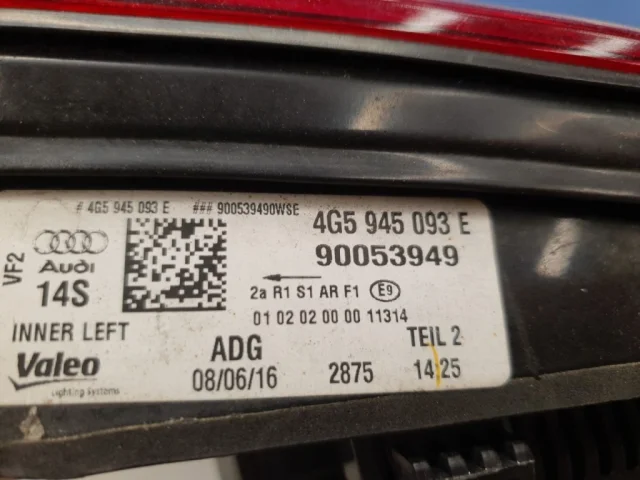 # 4G5 945 093 E ### 900539490WSE
4G5 945 093 E
90053949
VF2
Audi
14S
2a R1 S1 AR F1 E9
01 02 02 00 00 11314
INNER LEFT
Valeo
Lighting Systems
ADG
08/06/16
TEIL 2
2875
14:25